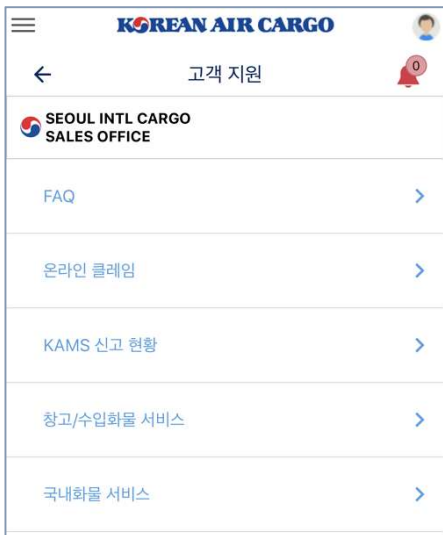 KOREAN AIR CARGO
고객 지원
0
SEOUL INTL CARGO
SALES OFFICE
FAQ
온라인 클레임
KAMS 신고 현황
창고/수입화물 서비스
국내화물 서비스